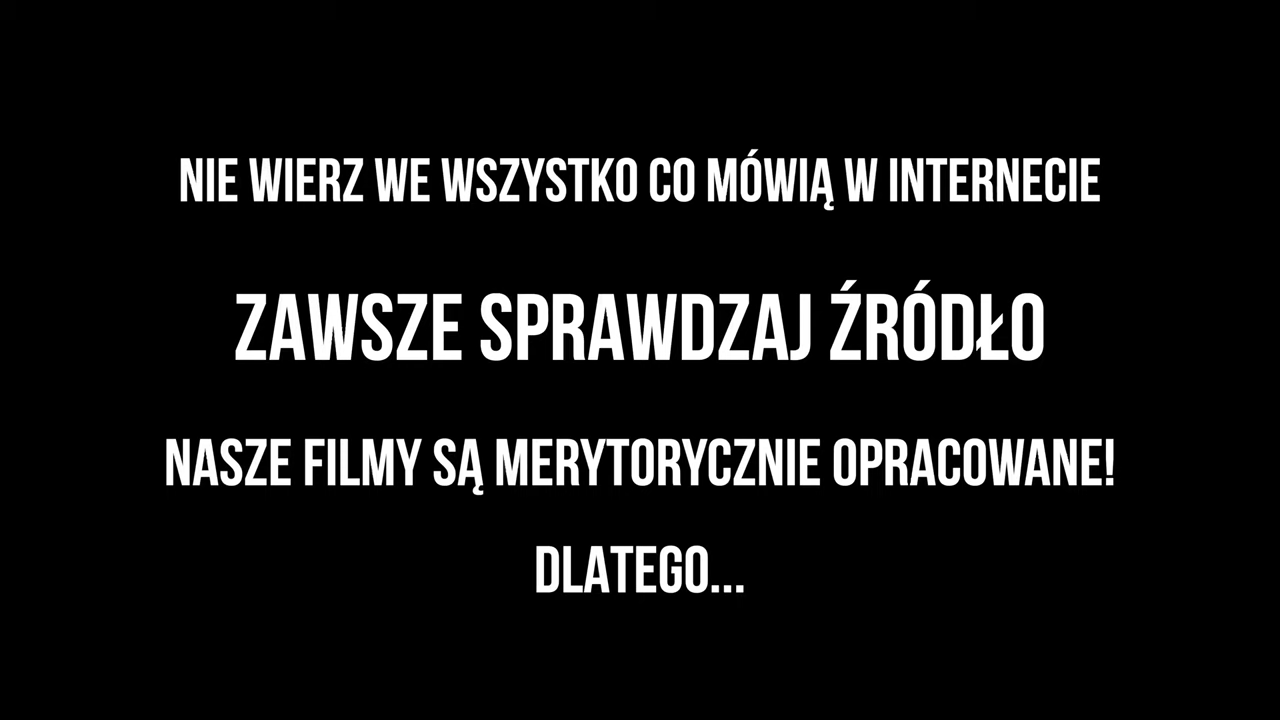 NIE WIERZ WE WSZYSTKO CO MÓWIĄ W INTERNECIE
ZAWSZE SPRAWDZAJ ŹRÓDŁO
NASZE FILMY SĄ MERYTORYCZNIE OPRACOWANE!
DLATEGO...